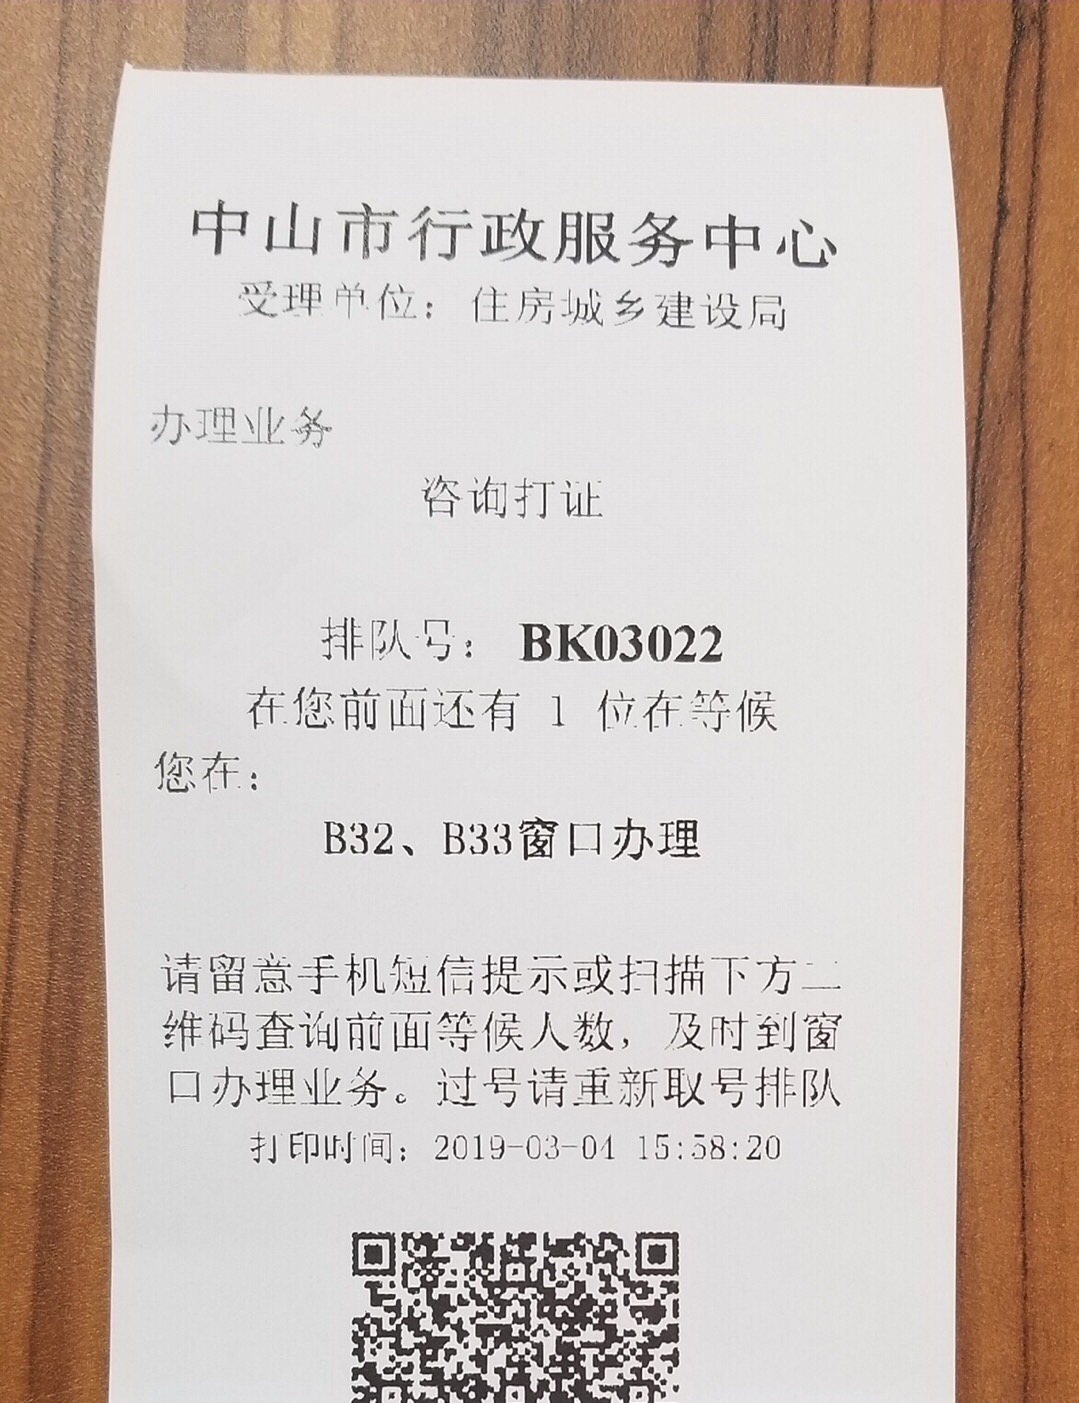 中山市行政服务中心
受理单位：住房城乡建设局
办理业务
咨询打证
排队号：BK03022
在您前面还有 1 位在等候
您在：
B32、B33窗口办理
请留意手机短信提示或扫描下方二
维码查询前面等候人数，及时到窗
口办理业务。过号请重新取号排队
打印时间：2019-03-04 15:58:20